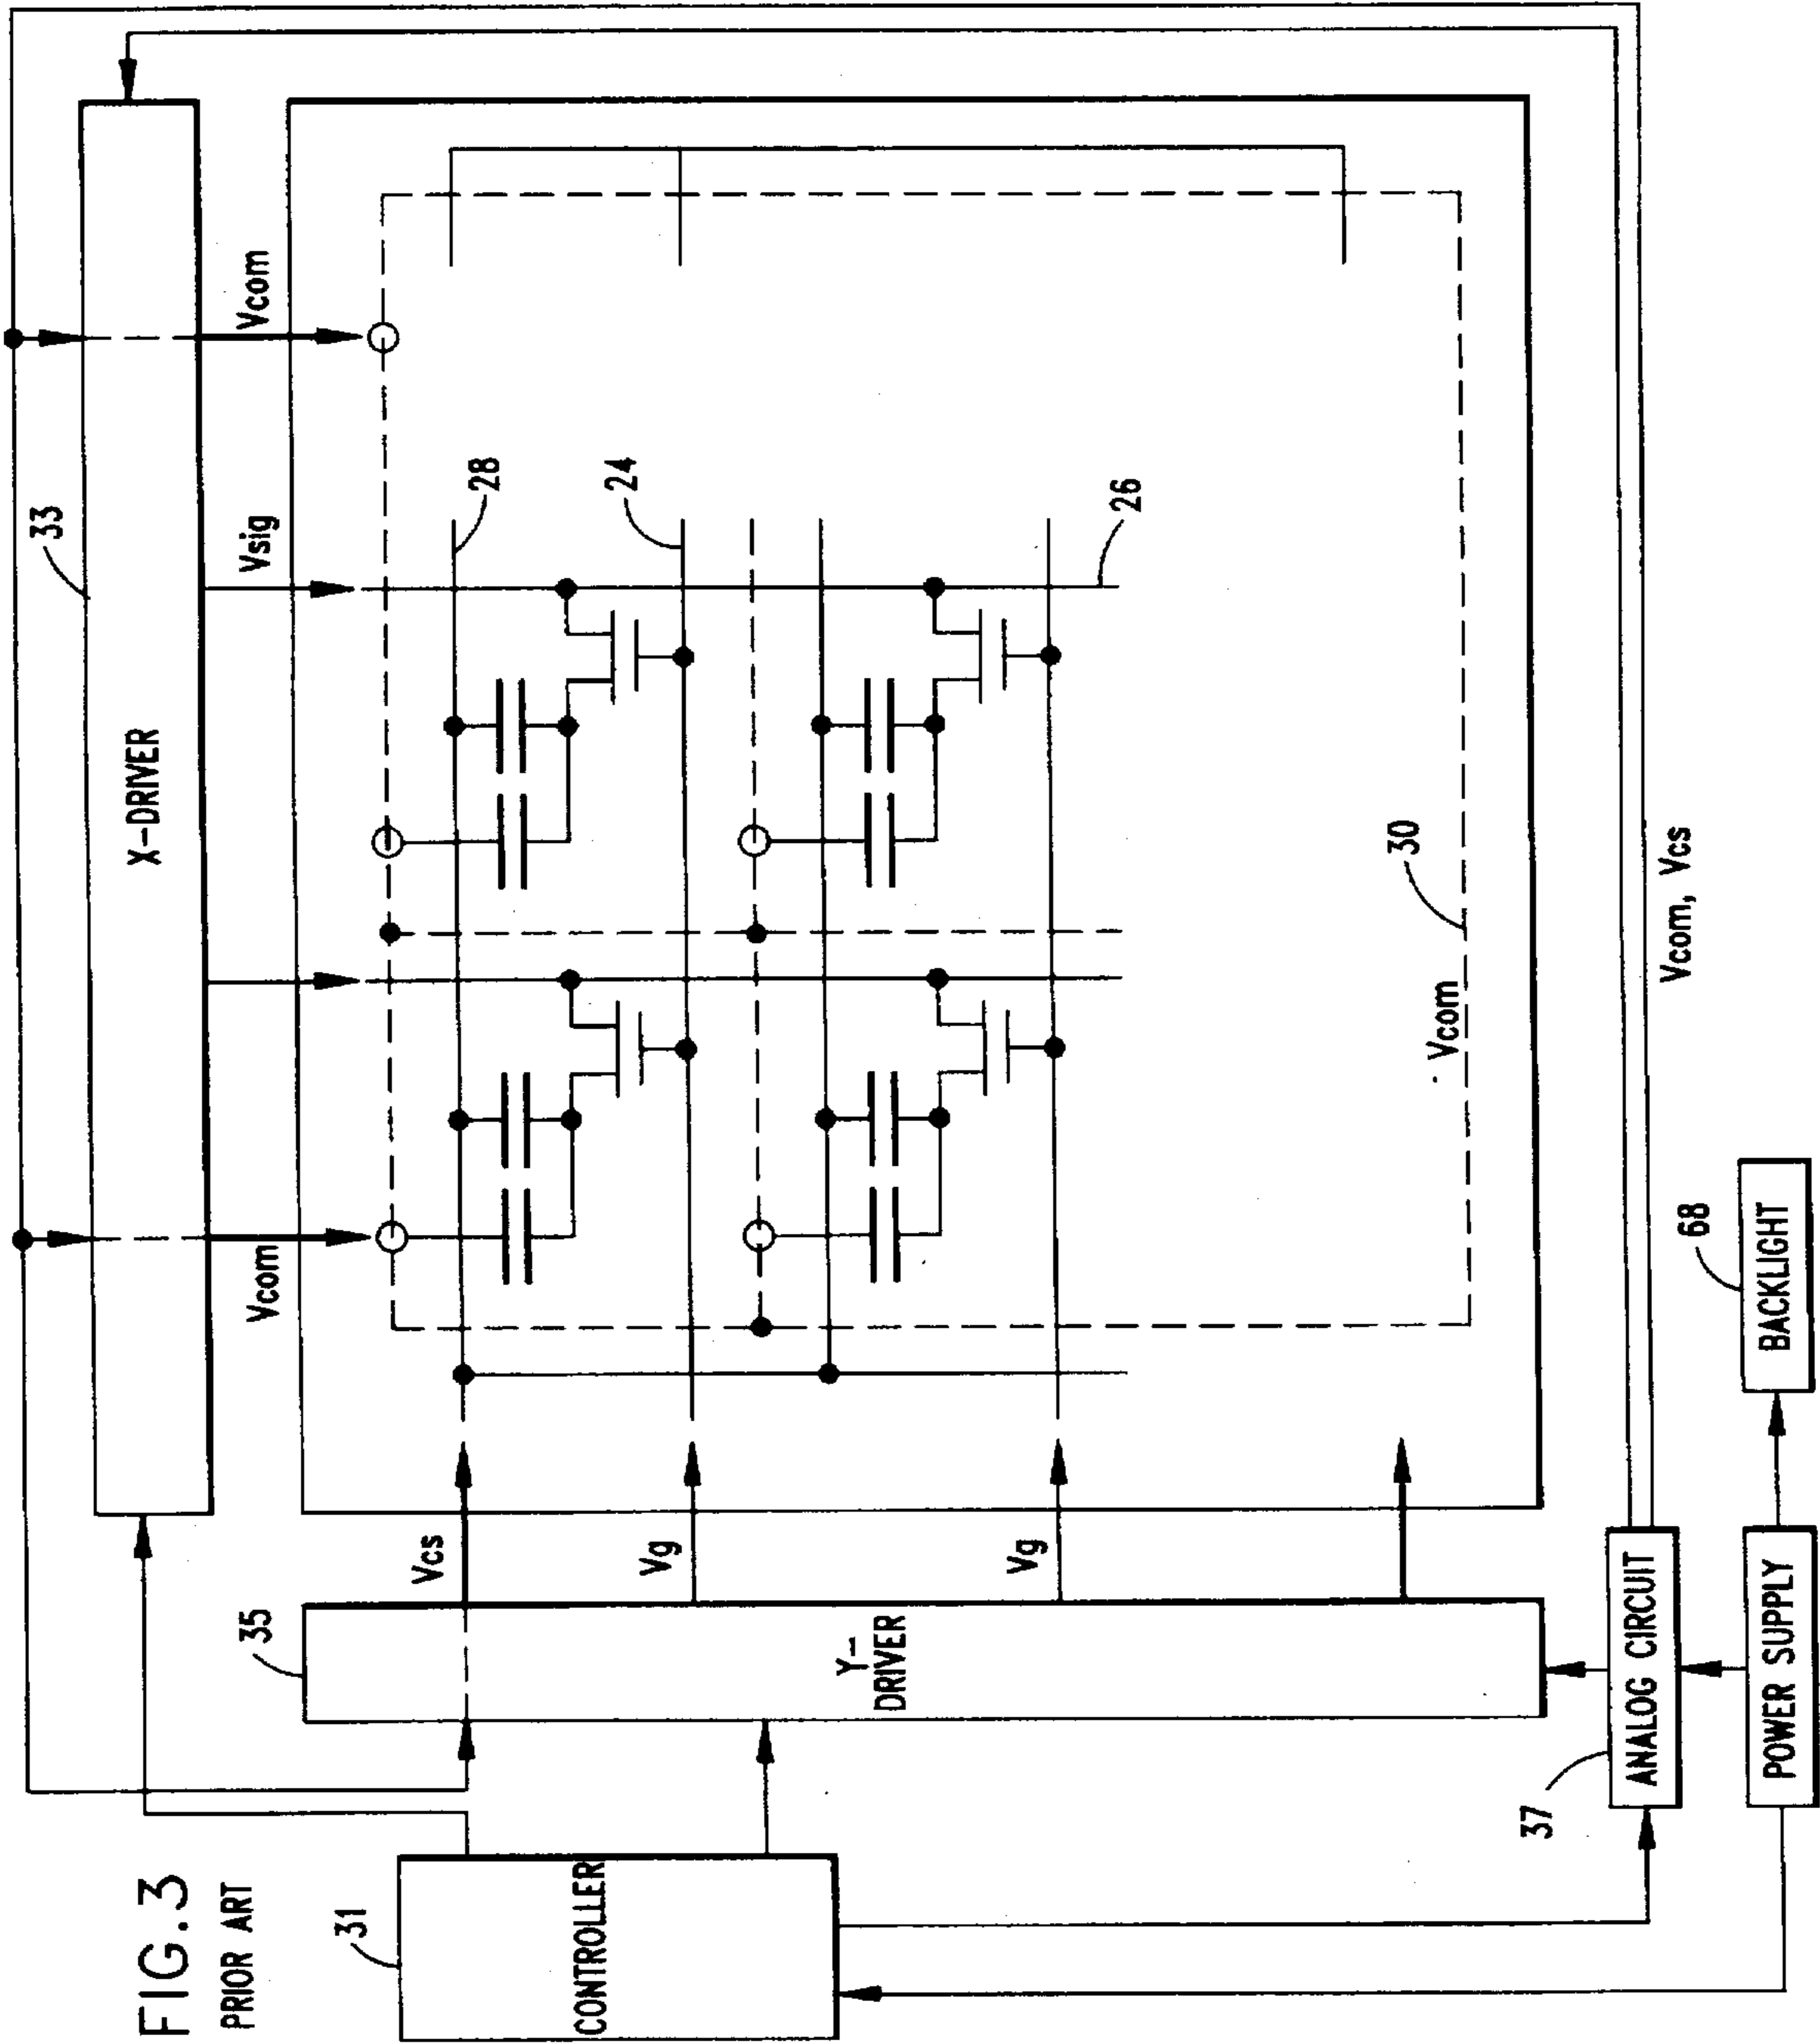 FIG.3
PRIOR ART
33
X-DRIVER
Vcom
Vsig
Vcom
28
24
26
35
Vcs
Vg
Vg
Y-
DRIVER
31
CONTROLLER
30
Vcom
Vcom, Vcs
37
ANALOG CIRCUIT
POWER SUPPLY
68
BACKLIGHT